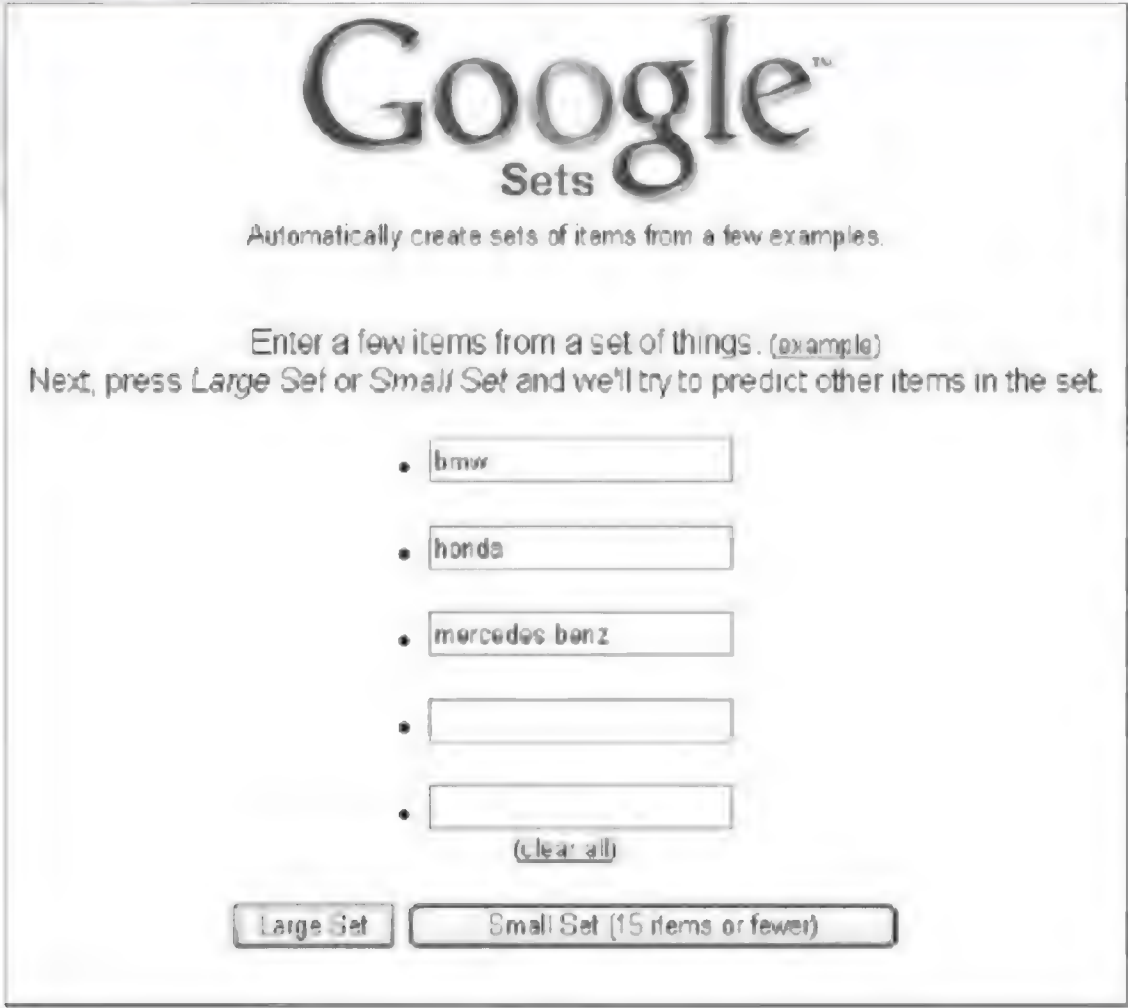 Google™
Sets
Automatically create sets of items from a few examples.
Enter a few items from a set of things. (example)
Next, press Large Set or Small Set and we'll try to predict other items in the set.
• bmw
• honda
• mercedes benz
•
•
(clear all)
Large Set Small Set (15 items or fewer)